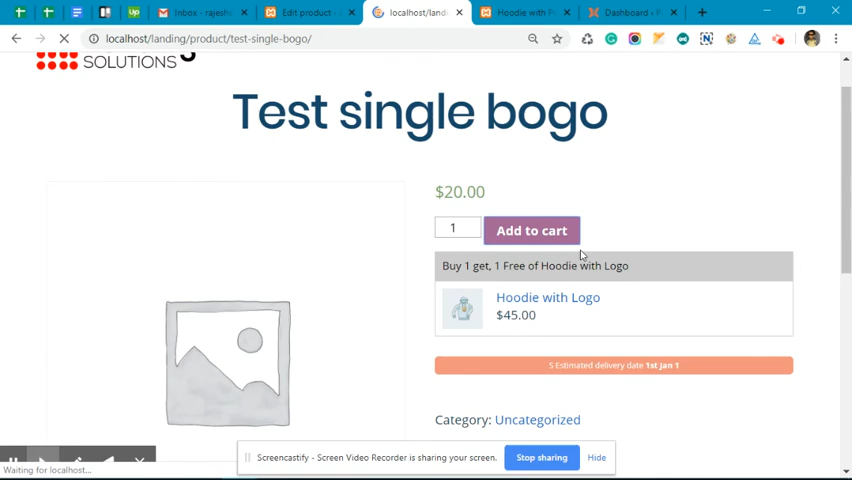 Inbox - rajeshs
Edit product
localhost/land
Hoodie with
Dashboard
localhost/landing/product/test-single-bogo/
SOLUTIONS
Test single bogo
$20.00
1 Add to cart
Buy 1 get, 1 Free of Hoodie with Logo
Hoodie with Logo
$45.00
S Estimated delivery date 1st Jan 1
Category: Uncategorized
Screencastify - Screen Video Recorder is sharing your screen. Stop sharing Hide
Waiting for localhost...